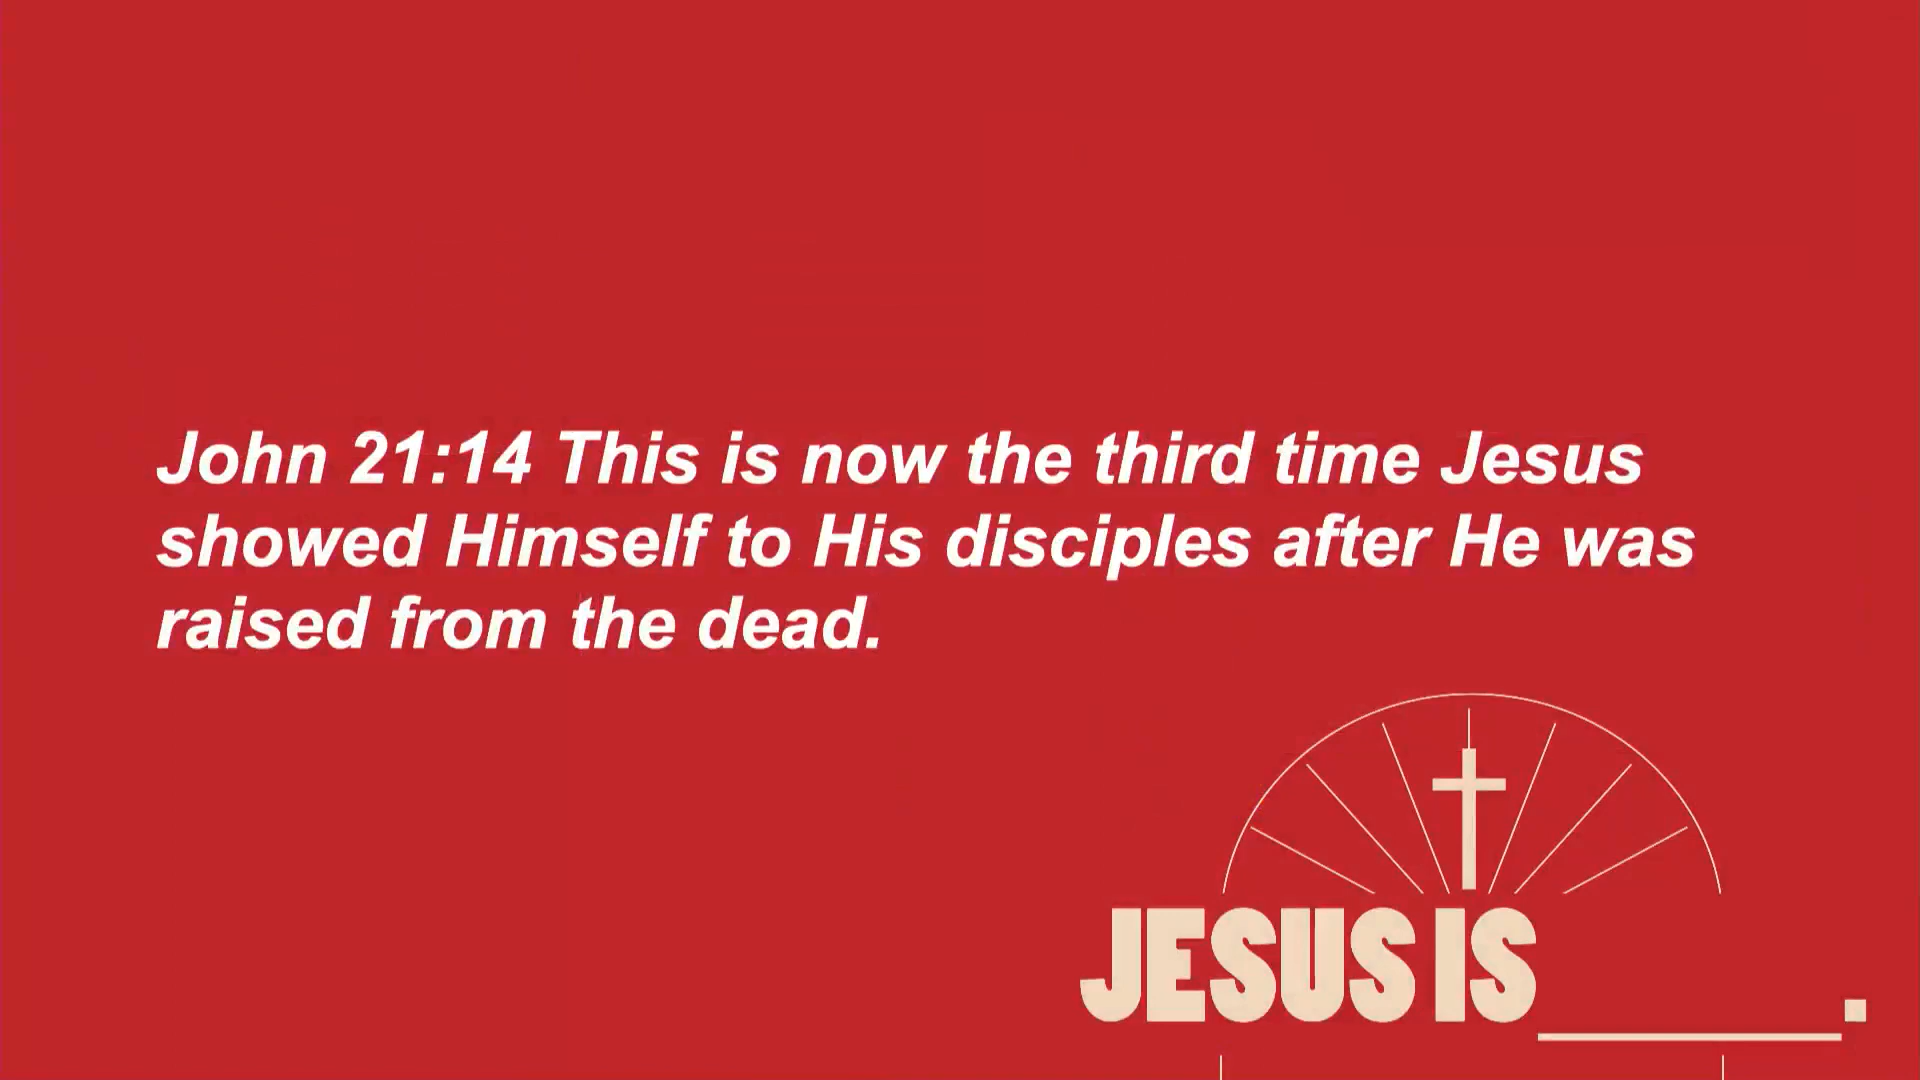 John 21:14 This is now the third time Jesus
showed Himself to His disciples after He was
raised from the dead.
JESUS IS ________.